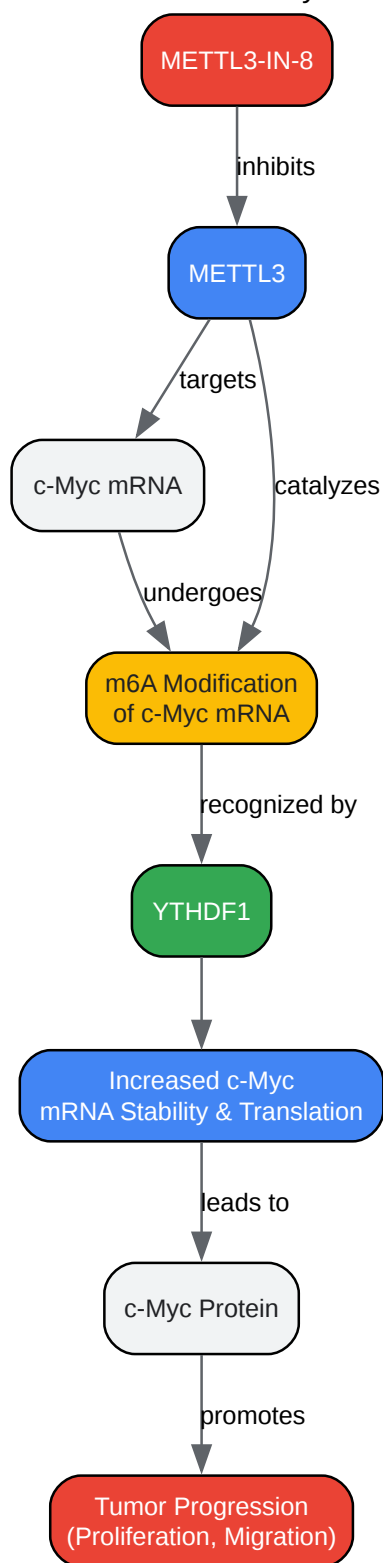 METTL3-IN-8
inhibits
METTL3
targets
c-Myc mRNA
catalyzes
undergoes
m6A Modification
of c-Myc mRNA
recognized by
YTHDF1
Increased c-Myc
mRNA Stability & Translation
leads to
c-Myc Protein
promotes
Tumor Progression
(Proliferation, Migration)